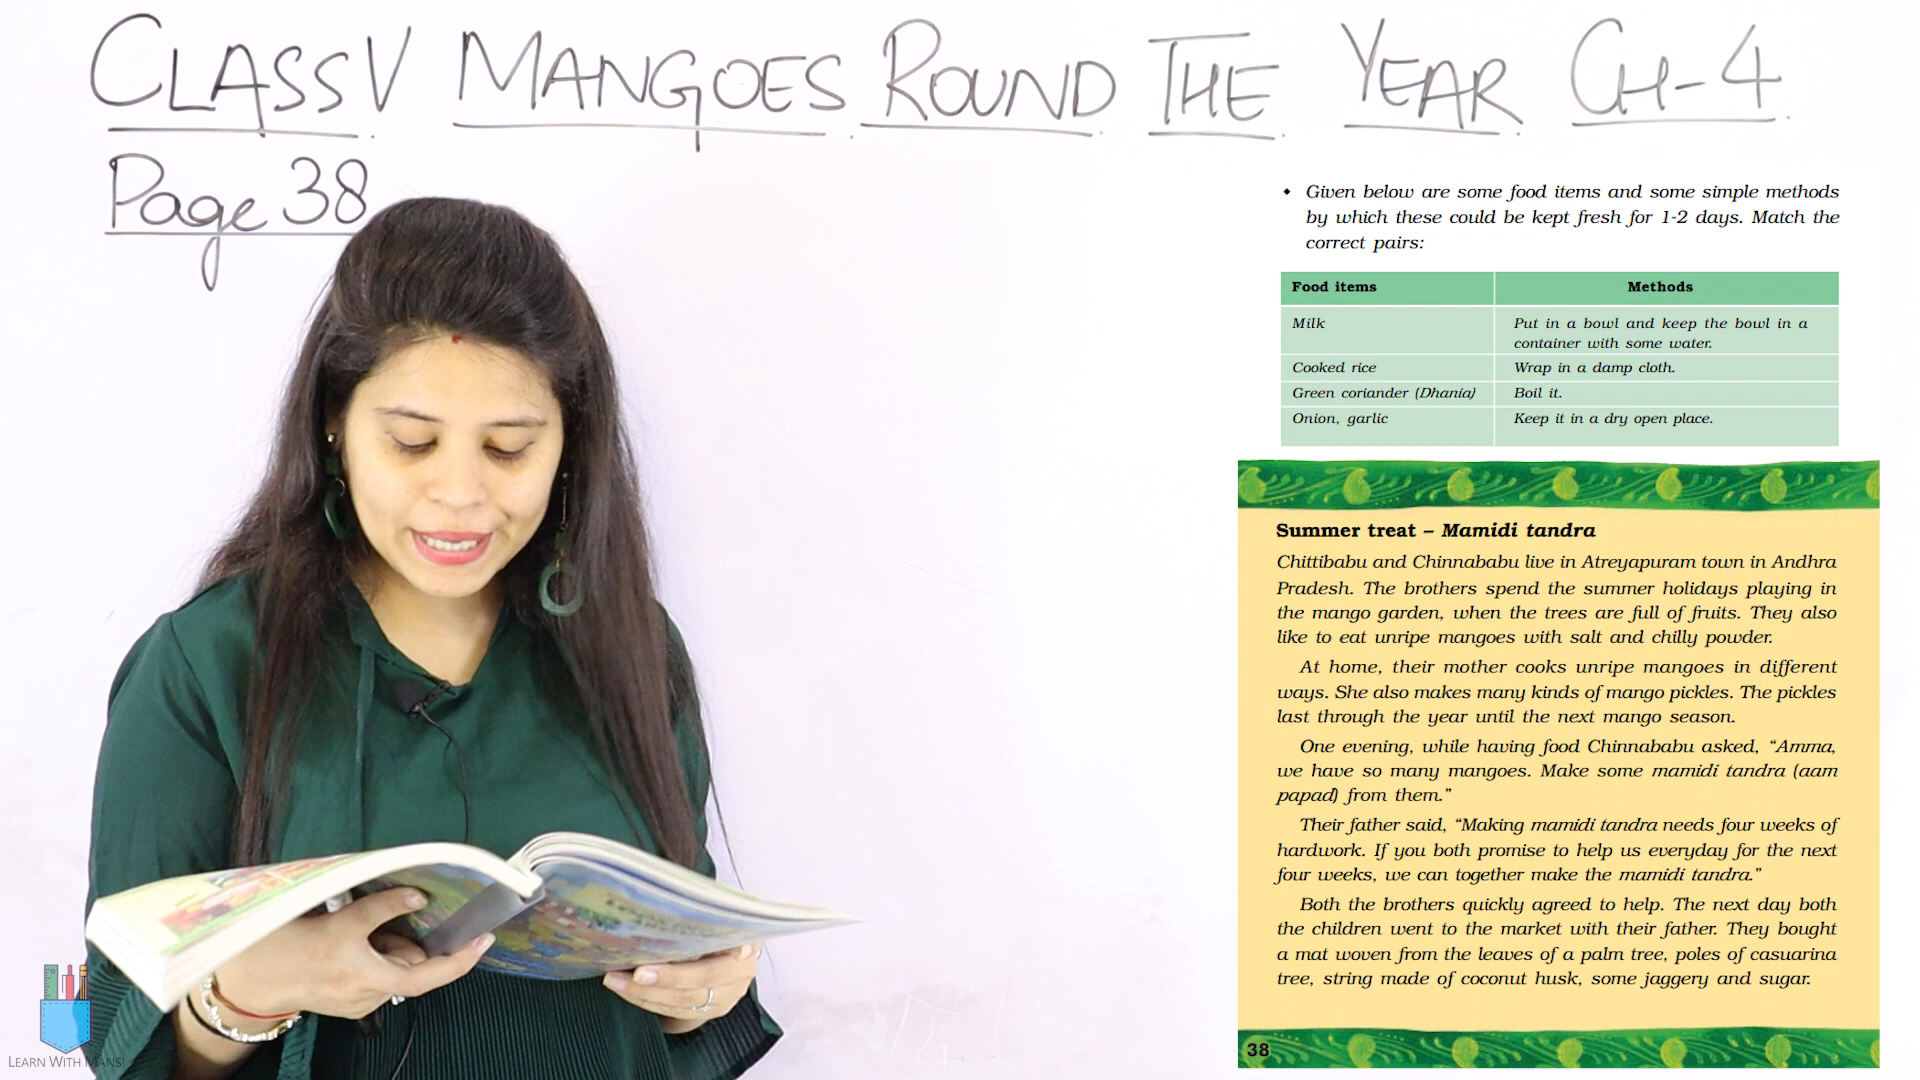 CLASS V MANGOES ROUND THE YEAR CH-4
Page 38
• Given below are some food items and some simple methods
by which these could be kept fresh for 1-2 days. Match the
correct pairs:
Food items Methods
Milk Put in a bowl and keep the bowl in a
container with some water.
Cooked rice Wrap in a damp cloth.
Green coriander (Dhania) Boil it.
Onion, garlic Keep it in a dry open place.
Summer treat – Mamidi tandra
Chittibabu and Chinnababu live in Atreyapuram town in Andhra
Pradesh. The brothers spend the summer holidays playing in
the mango garden, when the trees are full of fruits. They also
like to eat unripe mangoes with salt and chilly powder.
At home, their mother cooks unripe mangoes in different
ways. She also makes many kinds of mango pickles. The pickles
last through the year until the next mango season.
One evening, while having food Chinnababu asked, “Amma,
we have so many mangoes. Make some mamidi tandra (aam
papad) from them.”
Their father said, “Making mamidi tandra needs four weeks of
hardwork. If you both promise to help us everyday for the next
four weeks, we can together make the mamidi tandra.”
Both the brothers quickly agreed to help. The next day both
the children went to the market with their father. They bought
a mat woven from the leaves of a palm tree, poles of casuarina
tree, string made of coconut husk, some jaggery and sugar.
38
LEARN WITH MANSI